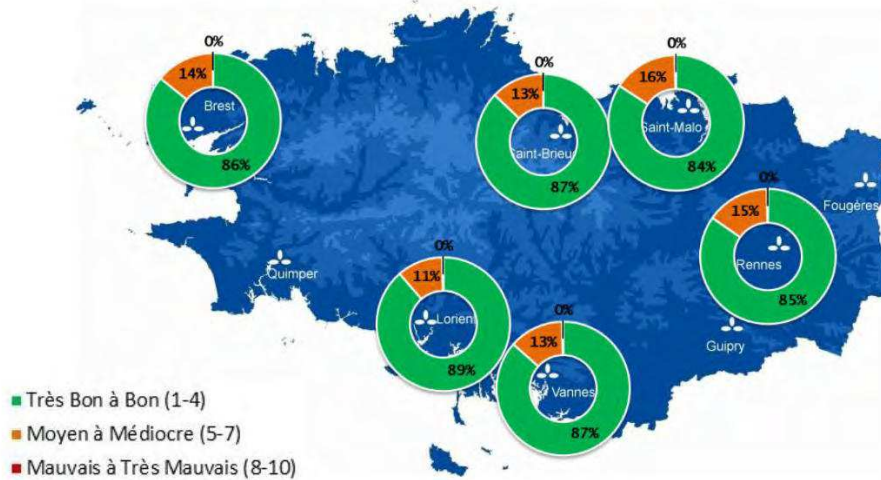 0%
14%
Brest
86%
0%
13%
Saint-Brieuc
87%
0%
16%
Saint-Malo
84%
0%
15%
Rennes
85%
Fougères
Quimper
0%
11%
Lorient
89%
0%
13%
Vannes
87%
Guipry
Très Bon à Bon (1-4)
Moyen à Médiocre (5-7)
Mauvais à Très Mauvais (8-10)